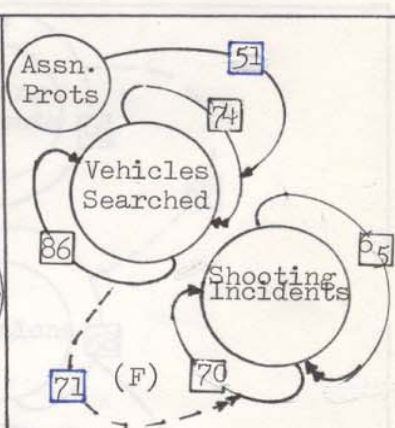 Assn.
Prots
51
74
Vehicles
Searched
86
65
Shooting
Incidents
71
(F)
70